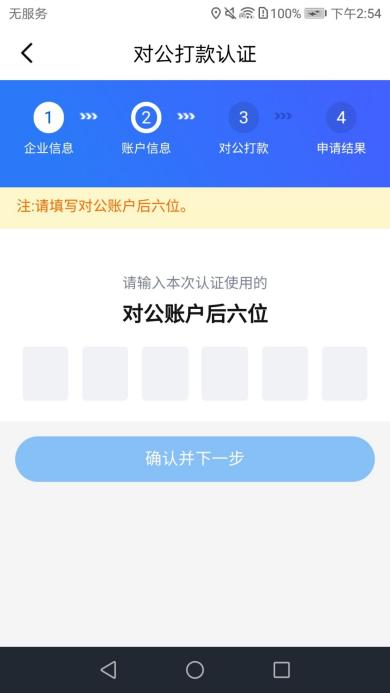 无服务 100% 下午2:54
对公打款认证
1 2 3 4
企业信息 账户信息 对公打款 申请结果
注:请填写对公账户后六位。
请输入本次认证使用的
对公账户后六位
确认并下一步